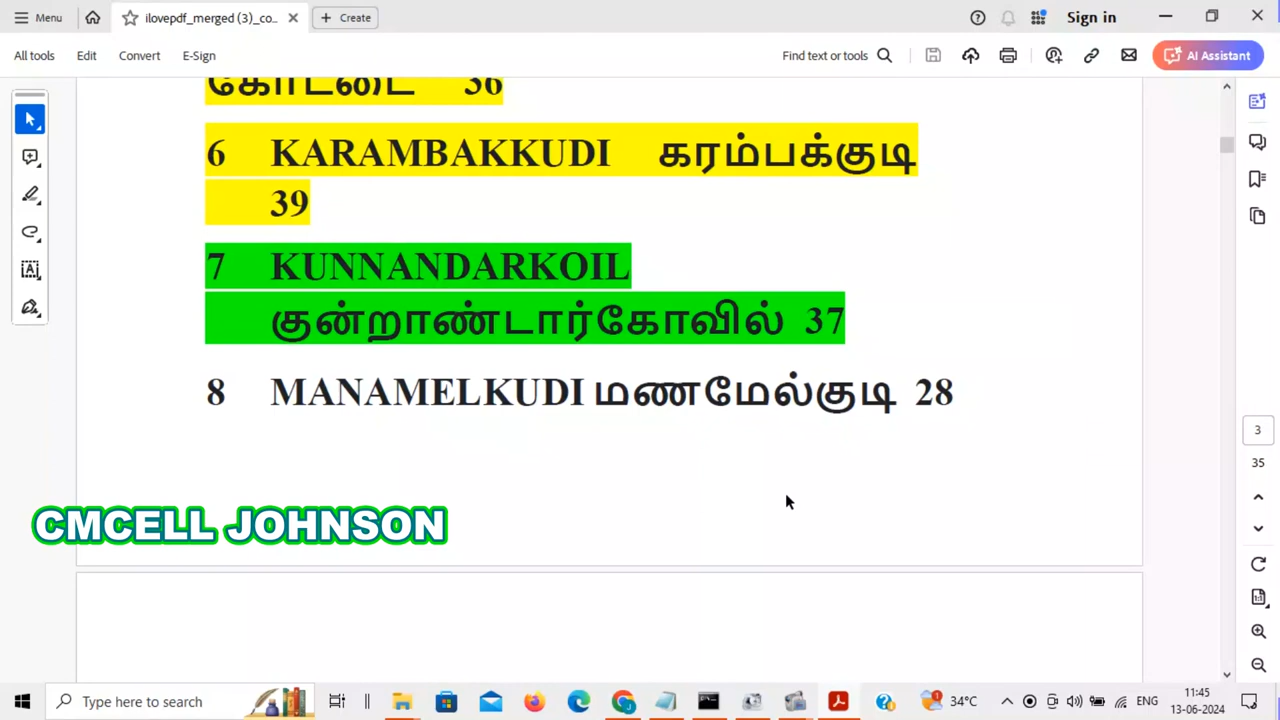 Menu
ilovepdf_merged (3)_co...
Create
Sign in
All tools Edit Convert E-Sign
Find text or tools
AI Assistant
கோட்டை 36
6 KARAMBAKKUDI கரம்பக்குடி
39
7 KUNNANDARKOIL
குன்றாண்டார்கோவில் 37
8 MANAMELKUDI மணமேல்குடி 28
3
35
CMCELL JOHNSON
Type here to search
34°C
ENG
11:45
13-06-2024